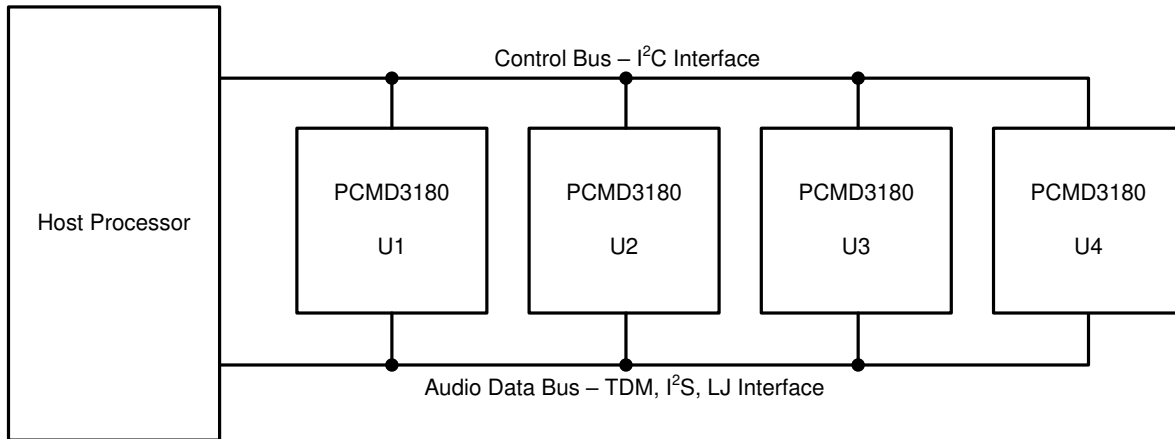 Control Bus – I²C Interface
Host Processor
PCMD3180
U1
PCMD3180
U2
PCMD3180
U3
PCMD3180
U4
Audio Data Bus – TDM, I²S, LJ Interface